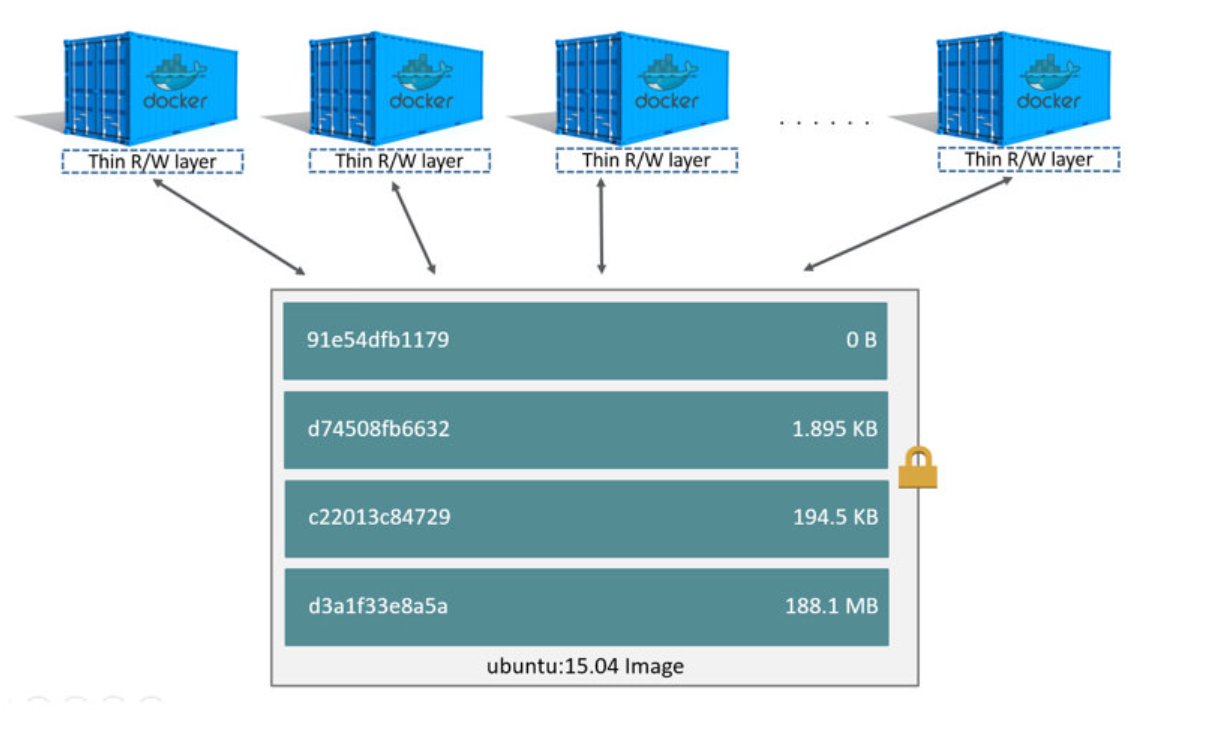 docker docker docker docker
. . . . . .
Thin R/W layer Thin R/W layer Thin R/W layer Thin R/W layer
91e54dfb1179 0 B
d74508fb6632 1.895 KB
c22013c84729 194.5 KB
d3a1f33e8a5a 188.1 MB
ubuntu:15.04 Image